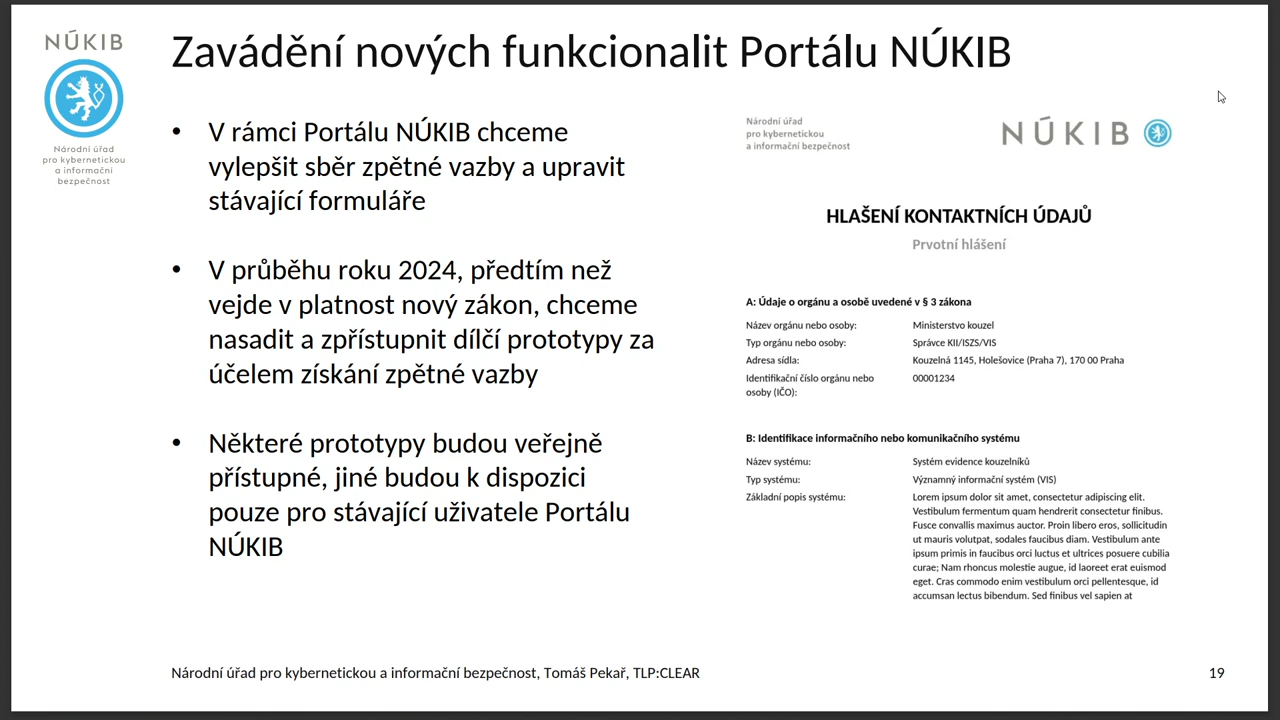 NÚKIB
Národní úřad
pro kybernetickou
a informační
bezpečnost
Zavádění nových funkcionalit Portálu NÚKIB
• V rámci Portálu NÚKIB chceme
vylepšit sběr zpětné vazby a upravit
stávající formuláře
• V průběhu roku 2024, předtím než
vejde v platnost nový zákon, chceme
nasadit a zpřístupnit dílčí prototypy za
účelem získání zpětné vazby
• Některé prototypy budou veřejně
přístupné, jiné budou k dispozici
pouze pro stávající uživatele Portálu
NÚKIB
Národní úřad
pro kybernetickou
a informační bezpečnost
NÚKIB
HLAŠENÍ KONTAKTNÍCH ÚDAJŮ
Prvotní hlášení
A: Údaje o orgánu a osobě uvedené v § 3 zákona
Název orgánu nebo osoby: Ministerstvo kouzel
Typ orgánu nebo osoby: Správce KII/ISZS/VIS
Adresa sídla: Kouzelná 1145, Holešovice (Praha 7), 170 00 Praha
Identifikační číslo orgánu nebo 00001234
osoby (IČO):
B: Identifikace informačního nebo komunikačního systému
Název systému: Systém evidence kouzelníků
Typ systému: Významný informační systém (VIS)
Základní popis systému: Lorem ipsum dolor sit amet, consectetur adipiscing elit.
Vestibulum fermentum quam hendrerit consectetur finibus.
Fusce convallis maximus auctor. Proin libero eros, sollicitudin
ut mauris volutpat, sodales faucibus diam. Vestibulum ante
ipsum primis in faucibus orci luctus et ultrices posuere cubilia
curae; Nam rhoncus molestie augue, id laoreet erat euismod
eget. Cras commodo enim vestibulum orci pellentesque, id
accumsan lectus bibendum. Sed finibus vel sapien at
Národní úřad pro kybernetickou a informační bezpečnost, Tomáš Pekař, TLP:CLEAR
19